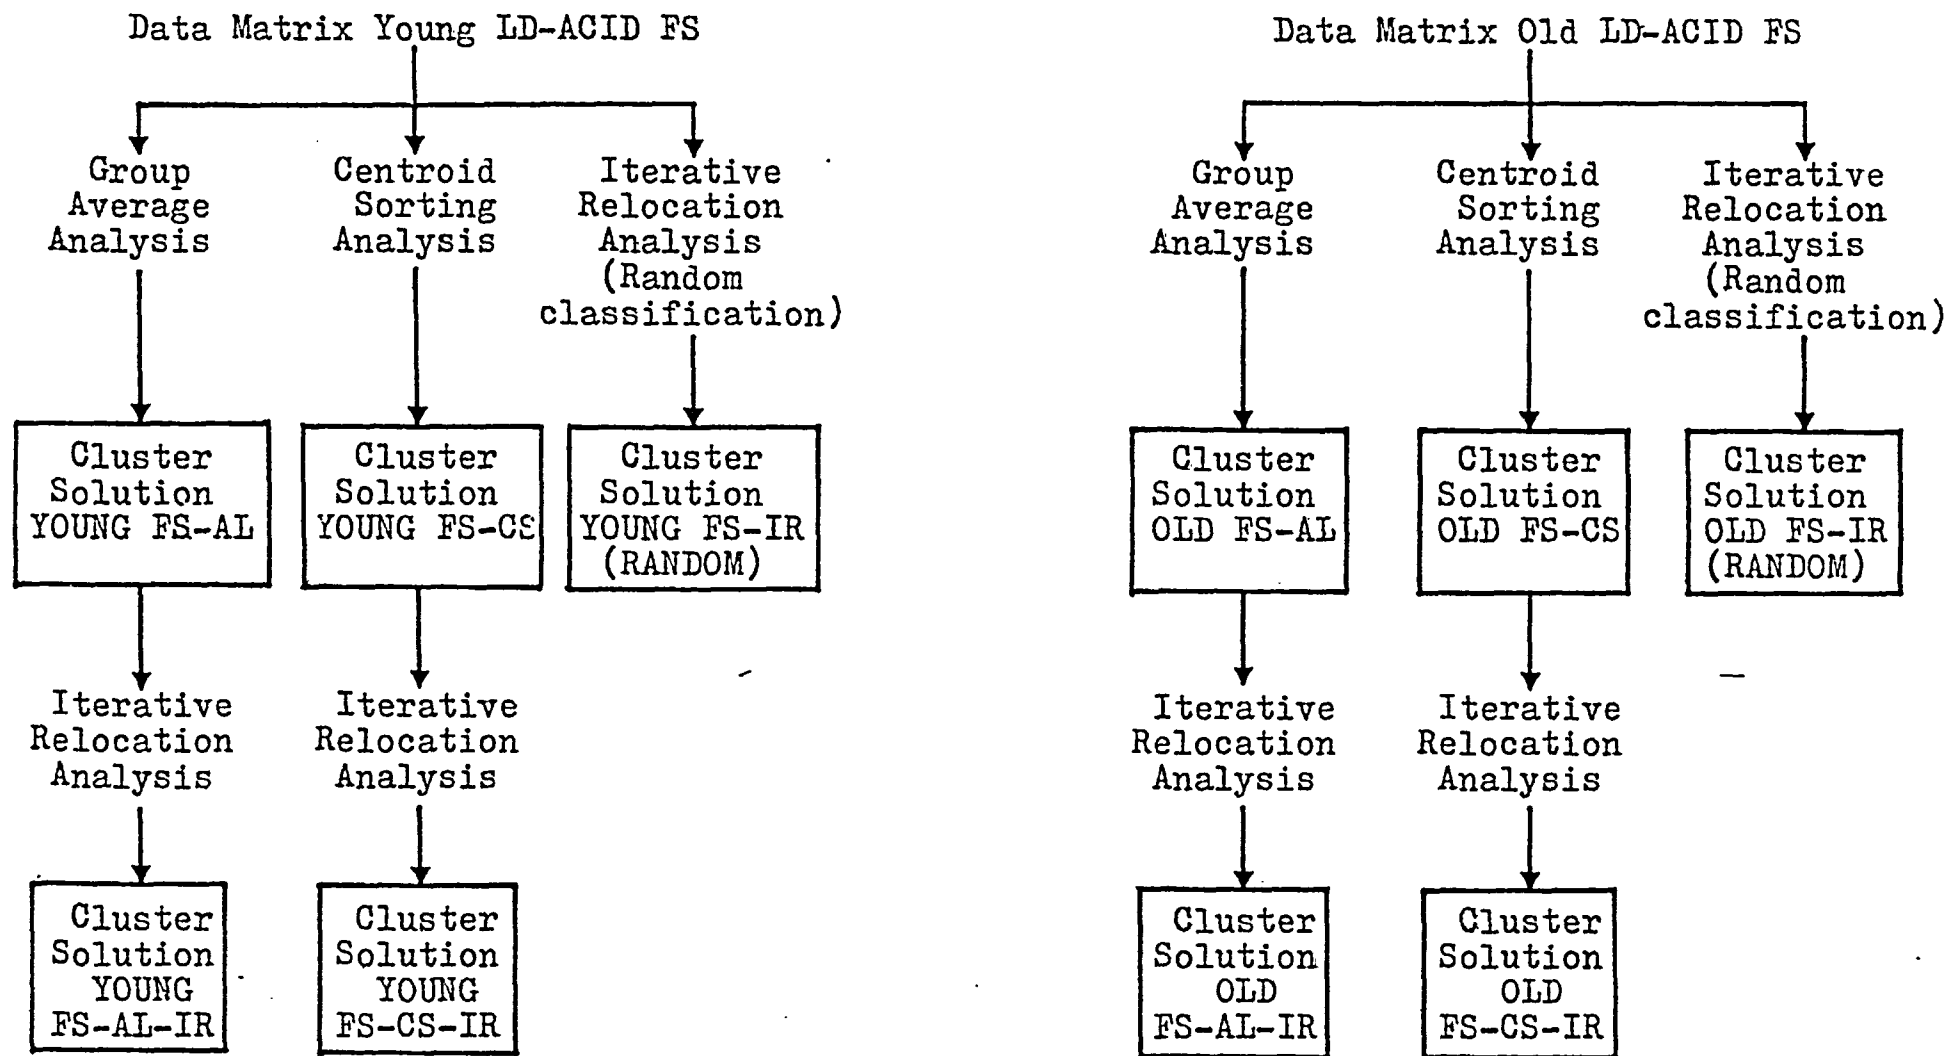 Data Matrix Young LD-ACID FS
Group
Average
Analysis
Centroid
Sorting
Analysis
Iterative
Relocation
Analysis
(Random
classification)
Cluster
Solution
YOUNG FS-AL
Cluster
Solution
YOUNG FS-CS
Cluster
Solution
YOUNG FS-IR
(RANDOM)
Iterative
Relocation
Analysis
Iterative
Relocation
Analysis
Cluster
Solution
YOUNG
FS-AL-IR
Cluster
Solution
YOUNG
FS-CS-IR
Data Matrix Old LD-ACID FS
Group
Average
Analysis
Centroid
Sorting
Analysis
Iterative
Relocation
Analysis
(Random
classification)
Cluster
Solution
OLD FS-AL
Cluster
Solution
OLD FS-CS
Cluster
Solution
OLD FS-IR
(RANDOM)
Iterative
Relocation
Analysis
Iterative
Relocation
Analysis
Cluster
Solution
OLD
FS-AL-IR
Cluster
Solution
OLD
FS-CS-IR